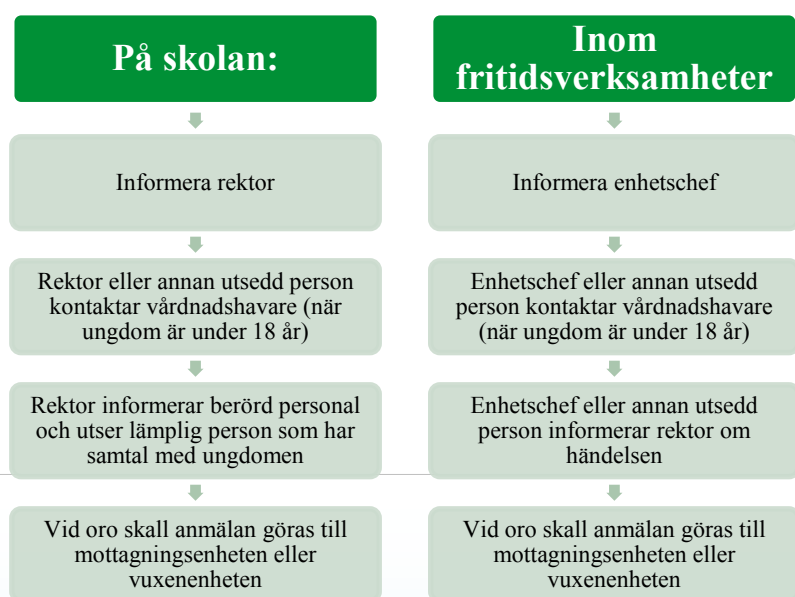 På skolan:
Informera rektor
Rektor eller annan utsedd person
kontaktar vårdnadshavare (när
ungdom är under 18 år)
Rektor informerar berörd personal
och utser lämplig person som har
samtal med ungdomen
Vid oro skall anmälan göras till
mottagningsenheten eller
vuxenenheten
Inom
fritidsverksamheter
Informera enhetschef
Enhetschef eller annan utsedd
person kontaktar vårdnadshavare
(när ungdom är under 18 år)
Enhetschef eller annan utsedd
person informerar rektor om
händelsen
Vid oro skall anmälan göras till
mottagningsenheten eller
vuxenenheten